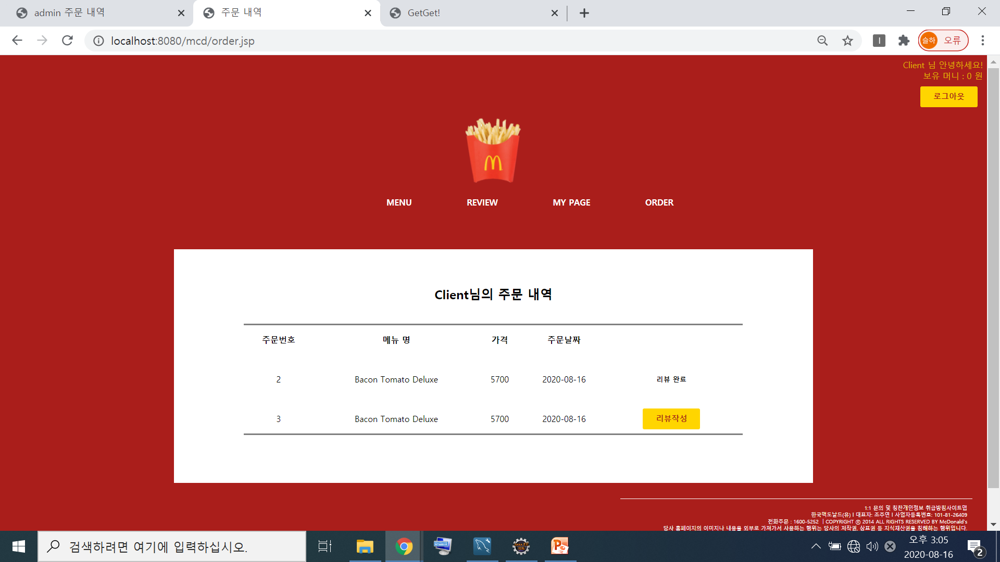 admin 주문 내역
주문 내역
GetGet!
localhost:8080/mcd/order.jsp
슬하 오류
Client 님 안녕하세요!
보유 머니 : 0 원
로그아웃
MENU REVIEW MY PAGE ORDER
Client님의 주문 내역
주문번호 메뉴 명 가격 주문날짜
2 Bacon Tomato Deluxe 5700 2020-08-16 리뷰 완료
3 Bacon Tomato Deluxe 5700 2020-08-16 리뷰작성
1:1 문의 및 칭찬개인정보 취급방침사이트맵
한국맥도날드(유) I 대표자: 조주연 I 사업자등록번호: 101-81-26409
전화주문 : 1600-5252 ㅣCOPYRIGHT ⓒ 2014 ALL RIGHTS RESERVED BY McDonald's
당사 홈페이지의 이미지나 내용을 외부로 가져가서 사용하는 행위는 당사의 저작권, 상표권 등 지식재산권을 침해하는 행위입니다.
검색하려면 여기에 입력하십시오.
오후 3:05
2020-08-16
2